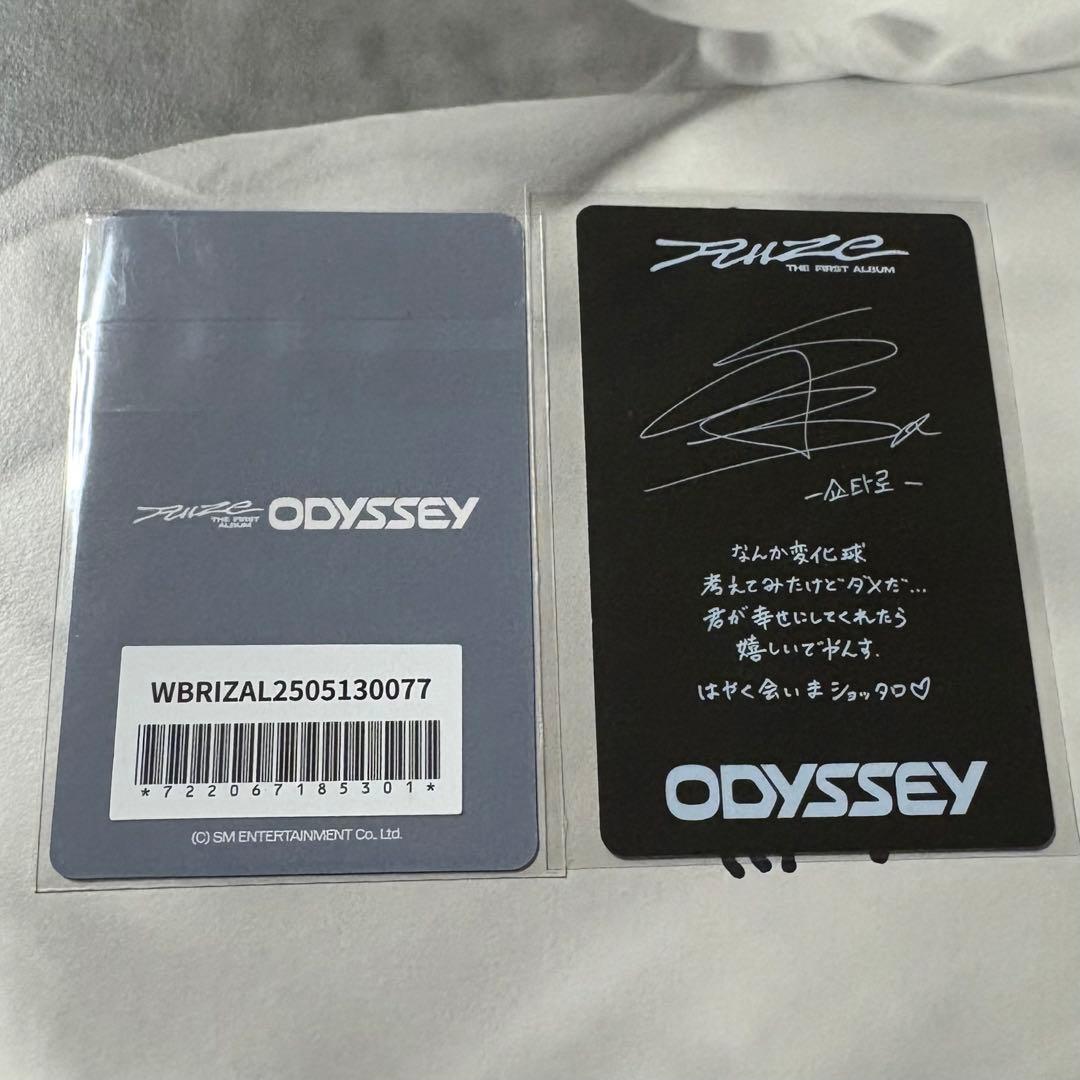 RIIZE
THE FIRST
ALBUM
ODYSSEY
WBRIZAL2505130077
*722067185301*
(C) SM ENTERTAINMENT Co., Ltd.
RIIZE
THE FIRST ALBUM
-쇼타로-
なんか変化球
考えてみたけどダメだ...
君が幸せにしてくれたら
嬉しいでやんす.
はやく会いまショッタロ♡
ODYSSEY